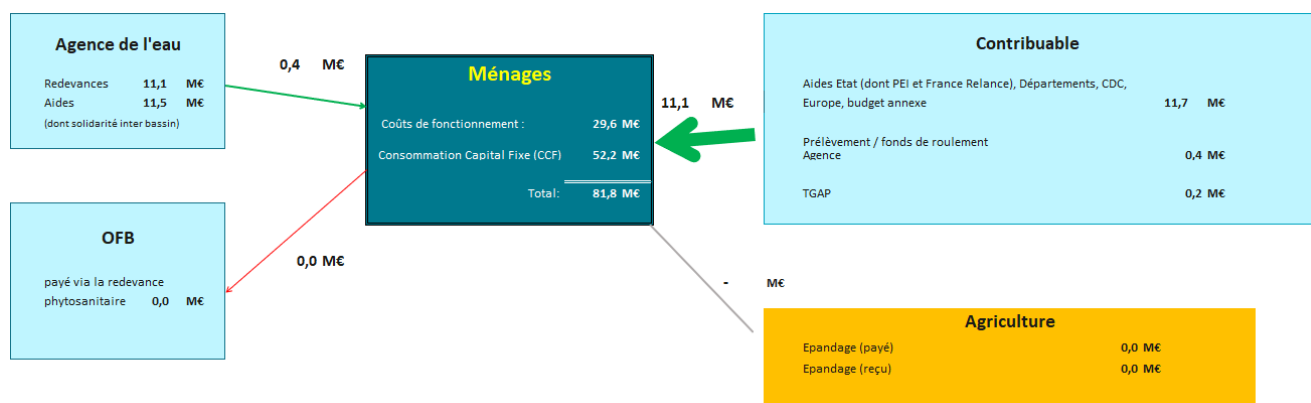 Agence de l'eau
Redevances 11,1 M€
Aides 11,5 M€
(dont solidarité inter bassin)
0,4 M€
Ménages
Coûts de fonctionnement : 29,6 M€
Consommation Capital Fixe (CCF) 52,2 M€
Total: 81,8 M€
11,1 M€
Contribuable
Aides Etat (dont PEI et France Relance), Départements, CDC,
Europe, budget annexe 11,7 M€
Prélèvement / fonds de roulement
Agence 0,4 M€
TGAP 0,2 M€
OFB
payé via la redevance
phytosanitaire 0,0 M€
0,0 M€
- M€
Agriculture
Epandage (payé) 0,0 M€
Epandage (reçu) 0,0 M€